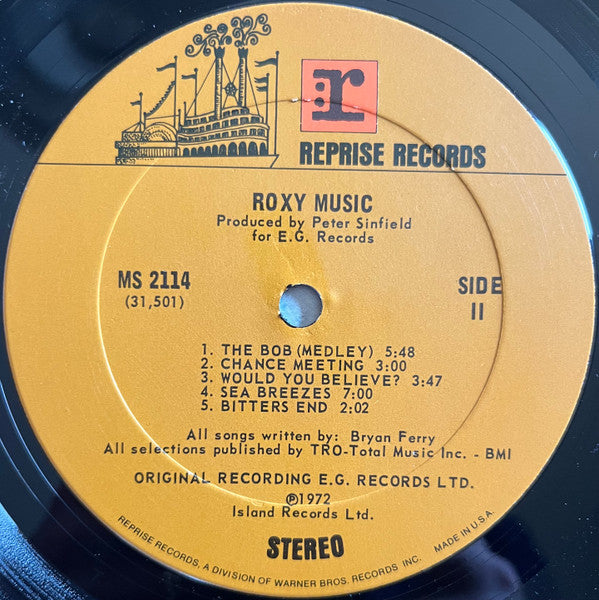 r
REPRISE RECORDS
ROXY MUSIC
Produced by Peter Sinfield
for E.G. Records
MS 2114
(31,501)
SIDE
II
1. THE BOB (MEDLEY) 5:48
2. CHANCE MEETING 3:00
3. WOULD YOU BELIEVE? 3:47
4. SEA BREEZES 7:00
5. BITTERS END 2:02
All songs written by: Bryan Ferry
All selections published by TRO-Total Music Inc. - BMI
ORIGINAL RECORDING E.G. RECORDS LTD.
℗1972
Island Records Ltd.
STEREO
REPRISE RECORDS, A DIVISION OF WARNER BROS. RECORDS INC. MADE IN U.S.A.